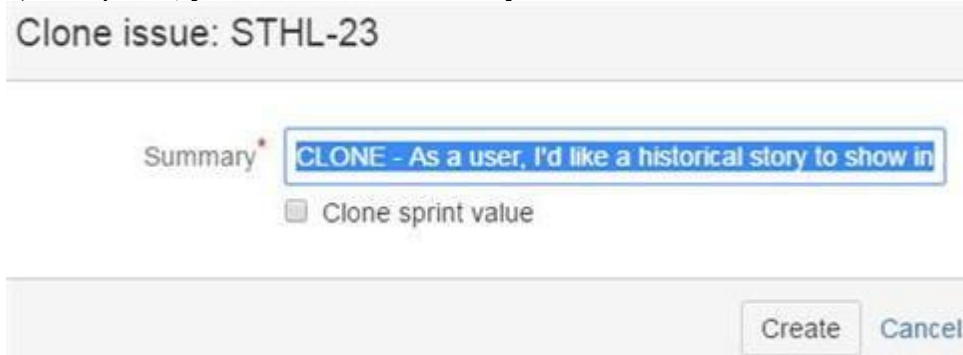 Clone issue: STHL-23
Summary* CLONE - As a user, I'd like a historical story to show in
Clone sprint value
Create Cancel